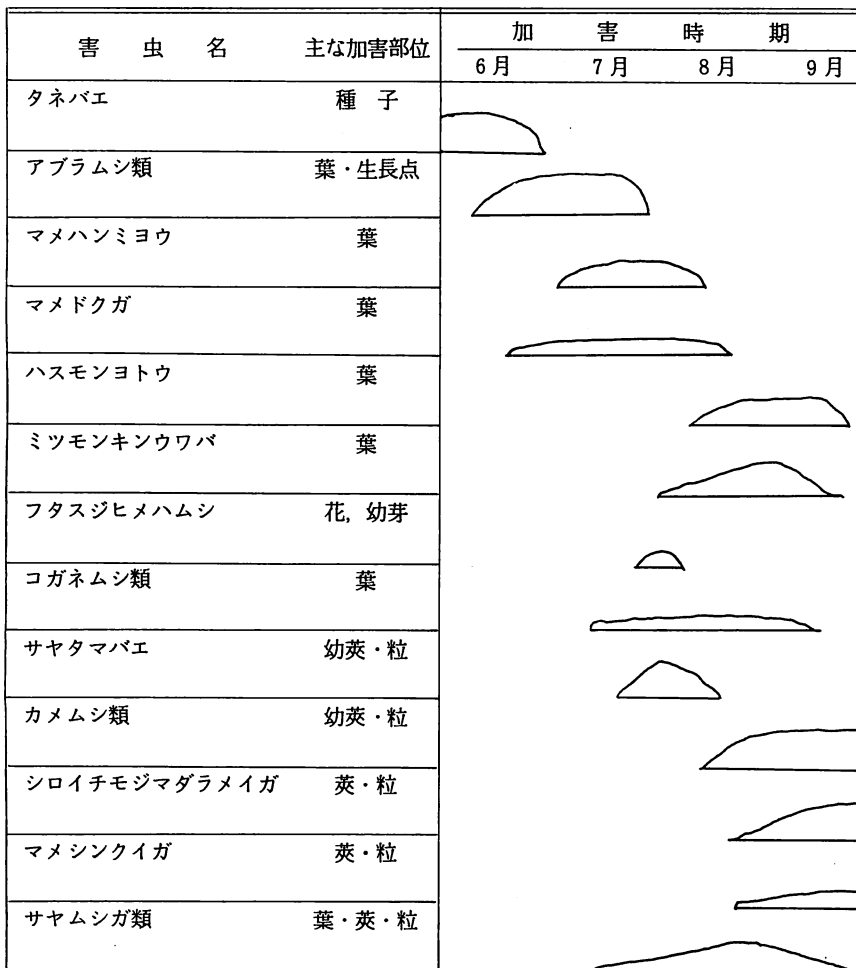 害虫名 主な加害部位 加害時期
6月 7月 8月 9月
タネバエ 種子
アブラムシ類 葉・生長点
マメハンミヨウ 葉
マメドクガ 葉
ハスモンヨトウ 葉
ミツモンキンウワバ 葉
フタスジヒメハムシ 花，幼芽
コガネムシ類 葉
サヤタマバエ 幼莢・粒
カメムシ類 幼莢・粒
シロイチモジマダラメイガ 莢・粒
マメシンクイガ 莢・粒
サヤムシガ類 葉・莢・粒